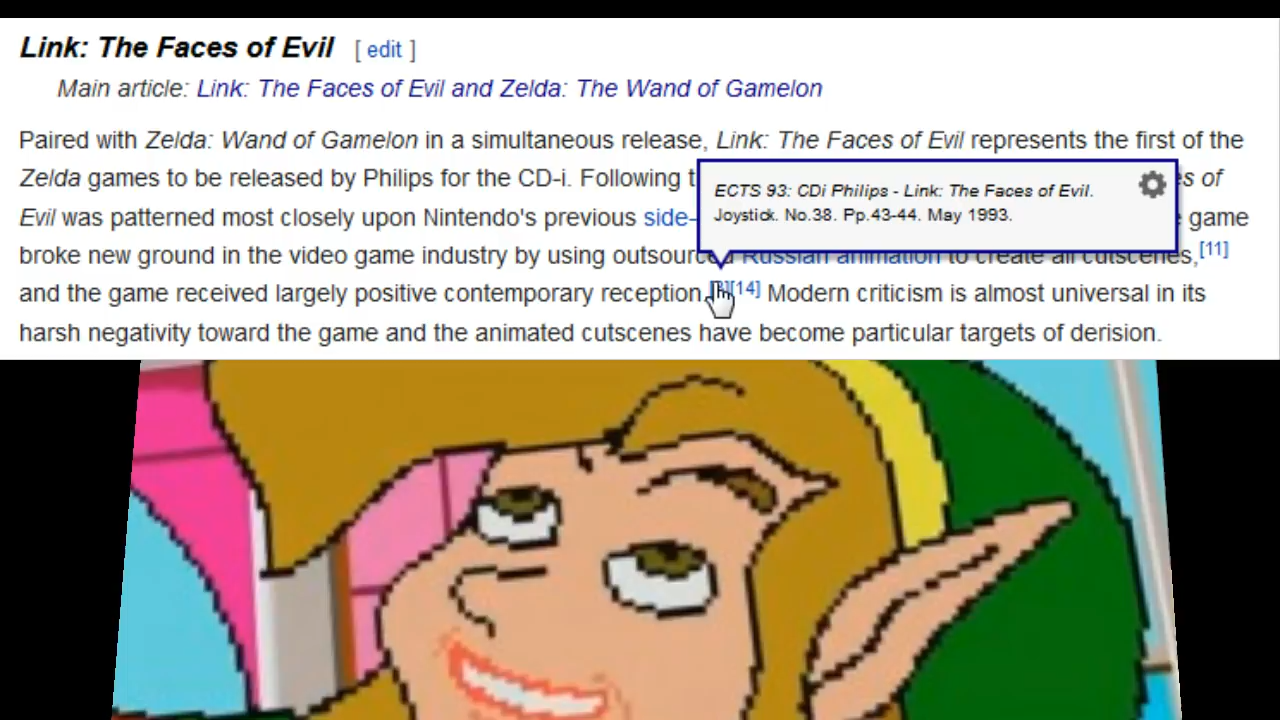 Link: The Faces of Evil [ edit ]
Main article: Link: The Faces of Evil and Zelda: The Wand of Gamelon
Paired with Zelda: Wand of Gamelon in a simultaneous release, Link: The Faces of Evil represents the first of the
Zelda games to be released by Philips for the CD-i. Following t
ECTS 93: CDi Philips - Link: The Faces of Evil.
Joystick. No.38. Pp.43-44. May 1993.
es of
Evil was patterned most closely upon Nintendo's previous side- game
broke new ground in the video game industry by using outsourced Russian animation to create all cutscenes,[11]
and the game received largely positive contemporary reception.[14] Modern criticism is almost universal in its
harsh negativity toward the game and the animated cutscenes have become particular targets of derision.